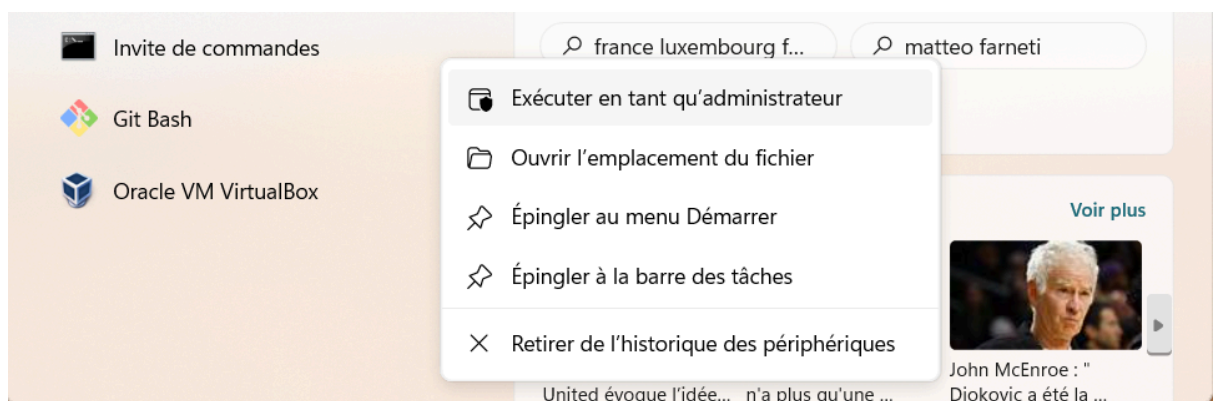 Invite de commandes
france luxembourg f...
matteo farneti
Exécuter en tant qu'administrateur
Git Bash
Ouvrir l'emplacement du fichier
Oracle VM VirtualBox
Épingler au menu Démarrer
Voir plus
Épingler à la barre des tâches
Retirer de l'historique des périphériques
John McEnroe : "
United évoque l'idée... n'a plus qu'une ...
Djokovic a été la ...